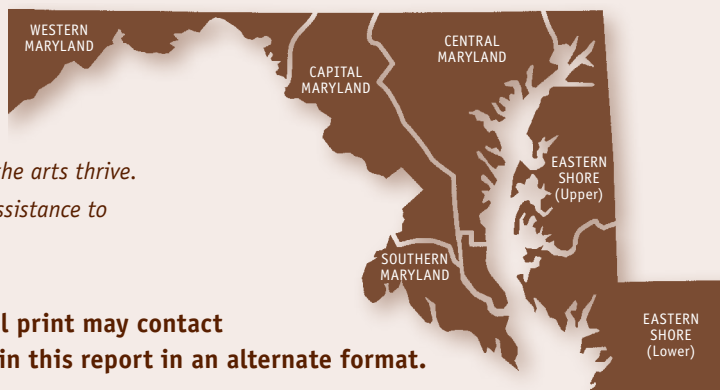 WESTERN
MARYLAND
CAPITAL
MARYLAND
CENTRAL
MARYLAND
EASTERN
SHORE
(Upper)
SOUTHERN
MARYLAND
EASTERN
SHORE
(Lower)
the arts thrive.
ssistance to
l print may contact
in this report in an alternate format.